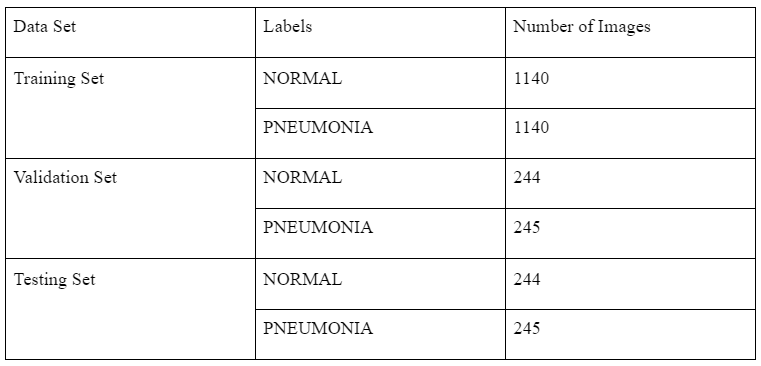 Data Set Labels Number of Images
Training Set NORMAL 1140
PNEUMONIA 1140
Validation Set NORMAL 244
PNEUMONIA 245
Testing Set NORMAL 244
PNEUMONIA 245